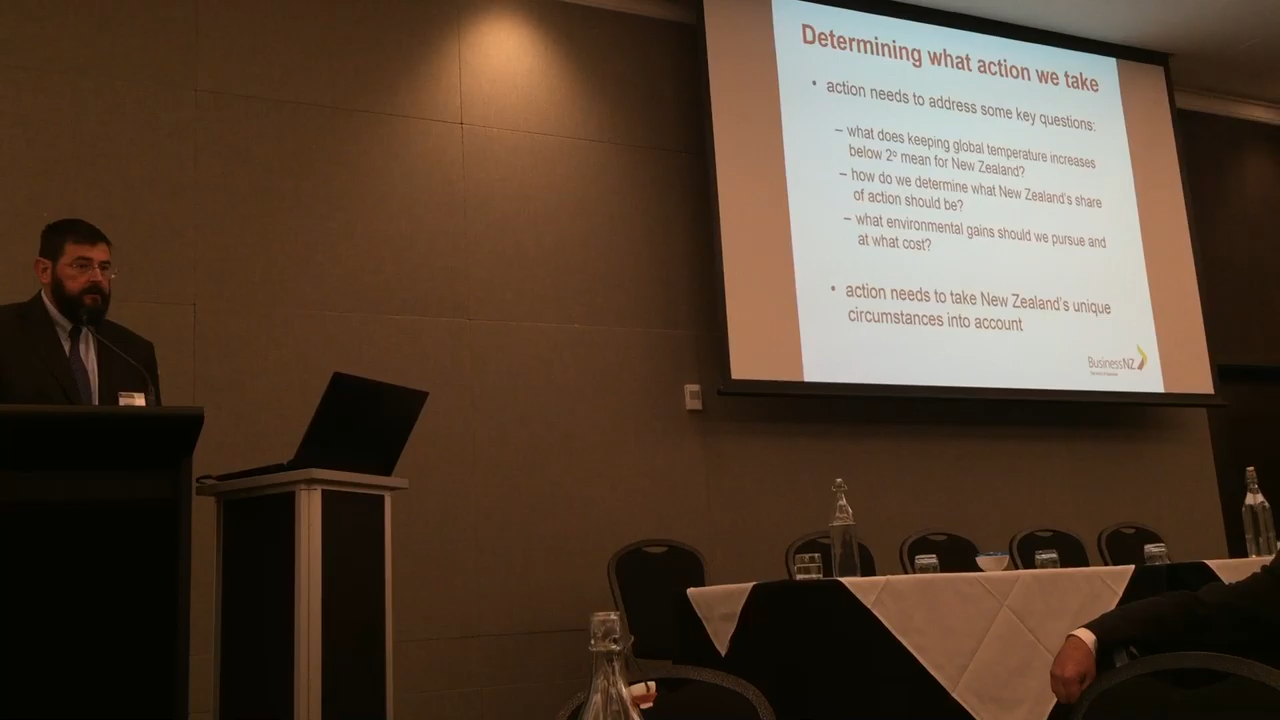 Determining what action we take
• action needs to address some key questions:
– what does keeping global temperature increases
below 2º mean for New Zealand?
– how do we determine what New Zealand's share
of action should be?
– what environmental gains should we pursue and
at what cost?
• action needs to take New Zealand's unique
circumstances into account
BusinessNZ